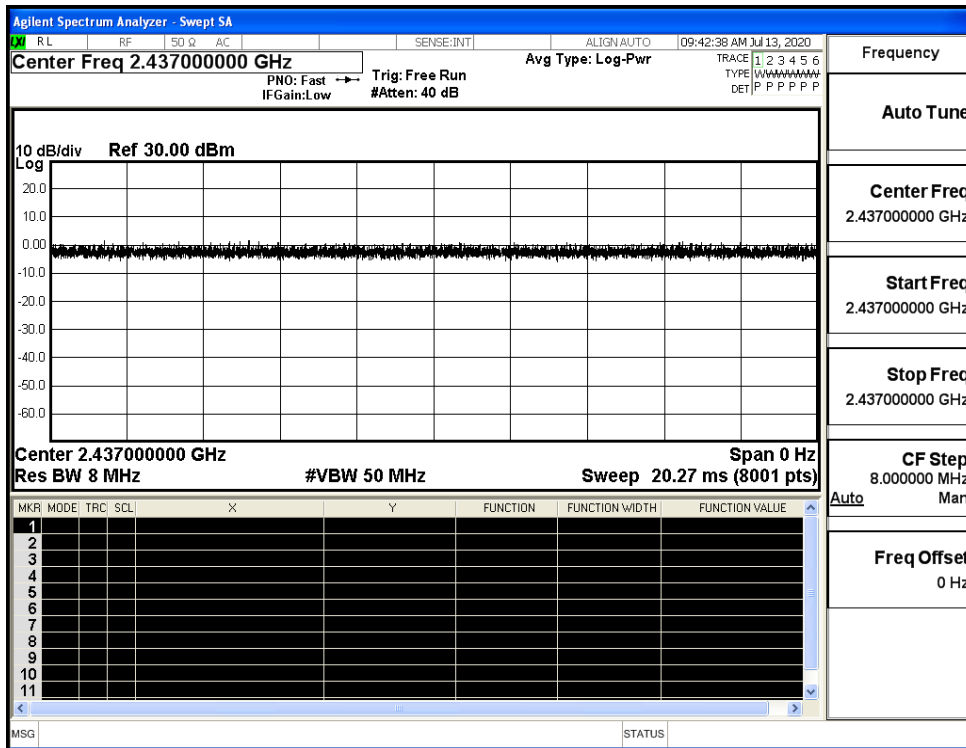 Agilent Spectrum Analyzer - Swept SA
LXI RL RF 50 Ω AC SENSE:INT ALIGNAUTO 09:42:38 AM Jul 13, 2020
Center Freq 2.437000000 GHz
PNO: Fast
IFGain:Low
Trig: Free Run
#Atten: 40 dB
Avg Type: Log-Pwr
TRACE 1 2 3 4 5 6
TYPE WWWWWW
DET P P P P P P
10 dB/div Ref 30.00 dBm
Log
20.0
10.0
0.00
-10.0
-20.0
-30.0
-40.0
-50.0
-60.0
Center 2.437000000 GHz Span 0 Hz
Res BW 8 MHz #VBW 50 MHz Sweep 20.27 ms (8001 pts)
MKR MODE TRC SCL X Y FUNCTION FUNCTION WIDTH FUNCTION VALUE
1
2
3
4
5
6
7
8
9
10
11
MSG STATUS
Frequency
Auto Tune
Center Freq
2.437000000 GHz
Start Freq
2.437000000 GHz
Stop Freq
2.437000000 GHz
CF Step
8.000000 MHz
Auto Man
Freq Offset
0 Hz